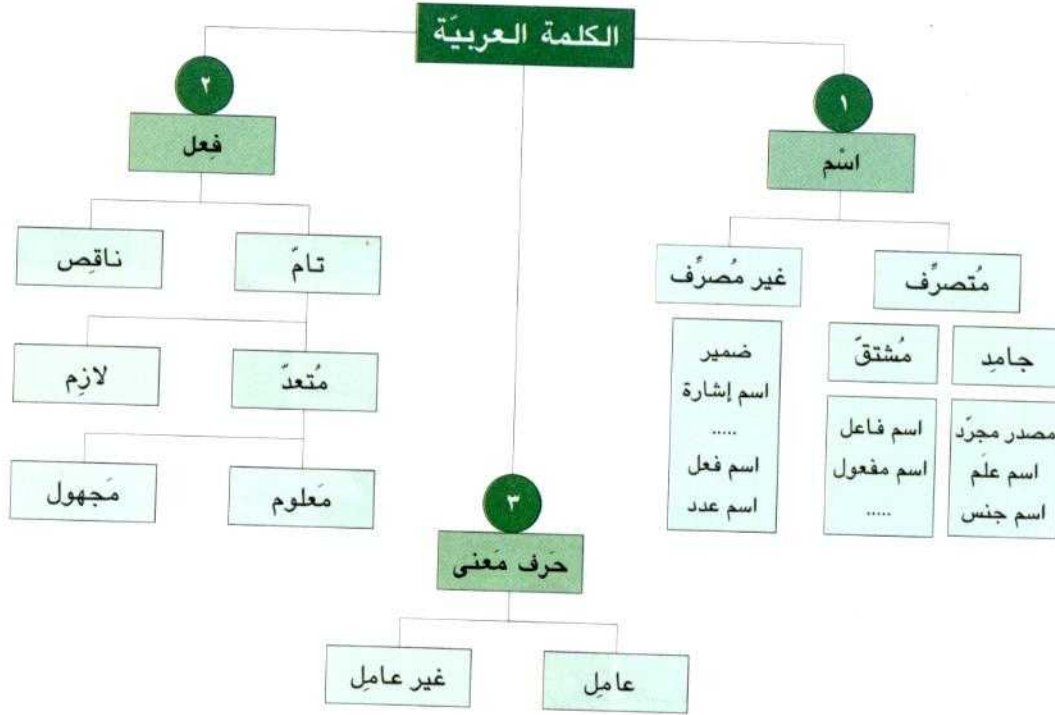 الكلمة العربيَة
١
اسْم
مُتصرِّف
غير مُصرِّف
جامدِ
مُشتقّ
مصدر مجرّد
اسم علَم
اسم جنس
اسم فاعل
اسم مفعول
.....
ضمير
اسم إشارة
.....
اسم فعل
اسم عدد
٢
فِعل
تامّ
ناقِص
مُتعدّ
لازِم
مَعلوم
مَجهول
٣
حَرف مَعنى
عامِل
غير عامِل